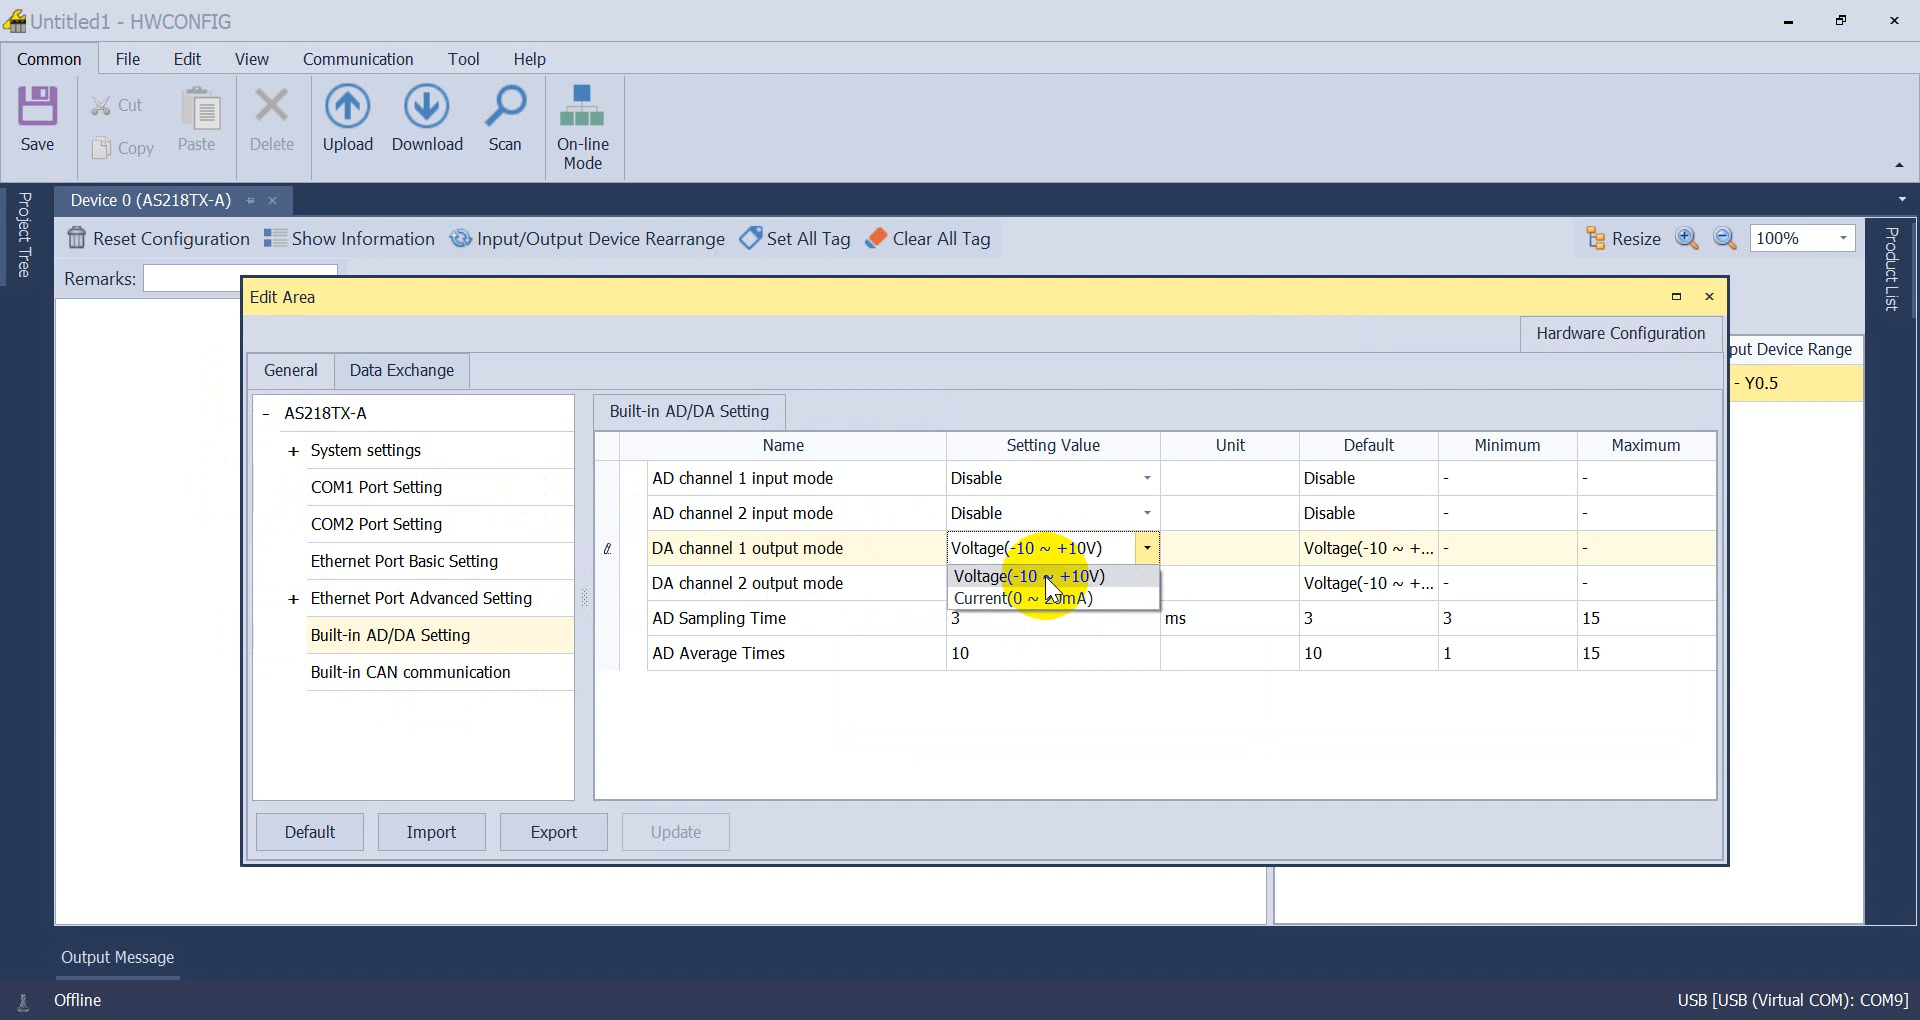 Untitled1 - HWCONFIG
Common File Edit View Communication Tool Help
Save Cut Copy Paste Delete Upload Download Scan On-line Mode
Device 0 (AS218TX-A)
Reset Configuration Show Information Input/Output Device Rearrange Set All Tag Clear All Tag Resize 100%
Project Tree
Product List
Remarks:
Edit Area
Hardware Configuration
put Device Range
- Y0.5
General Data Exchange
- AS218TX-A
+ System settings
COM1 Port Setting
COM2 Port Setting
Ethernet Port Basic Setting
+ Ethernet Port Advanced Setting
Built-in AD/DA Setting
Built-in CAN communication
Built-in AD/DA Setting
Name Setting Value Unit Default Minimum Maximum
AD channel 1 input mode Disable Disable - -
AD channel 2 input mode Disable Disable - -
DA channel 1 output mode Voltage(-10 ~ +10V) Voltage(-10 ~ +... - -
Voltage(-10 ~ +10V)
Current(0 ~ 20mA)
DA channel 2 output mode Voltage(-10 ~ +... - -
AD Sampling Time 3 ms 3 3 15
AD Average Times 10 10 1 15
Default Import Export Update
Output Message
Offline
USB [USB (Virtual COM): COM9]